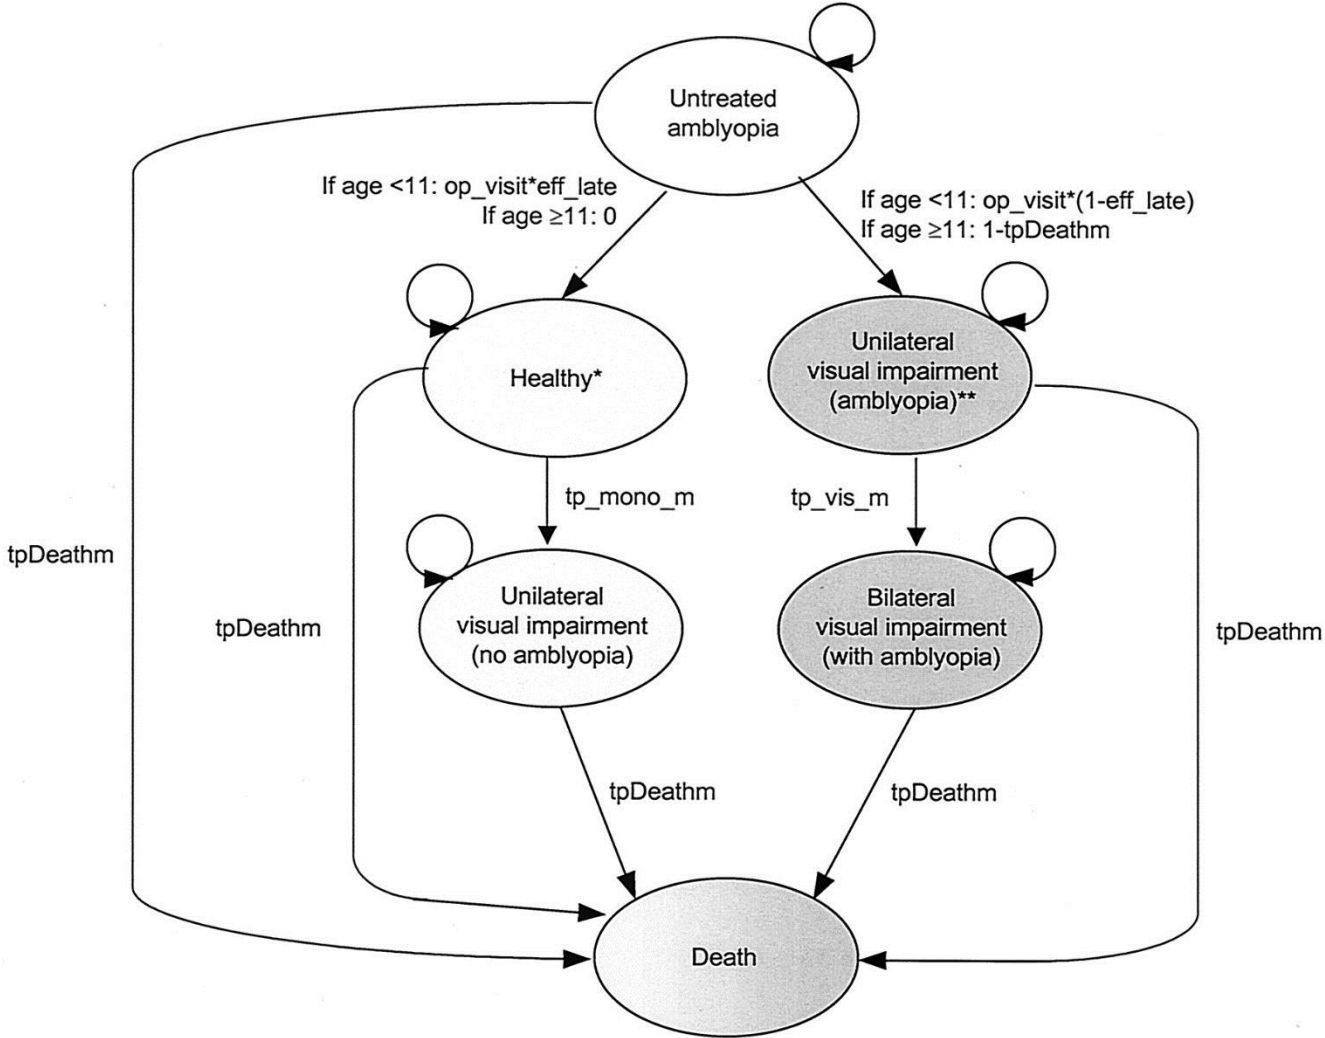 Untreated
amblyopia
If age <11: op_visit*eff_late
If age ≥11: 0
If age <11: op_visit*(1-eff_late)
If age ≥11: 1-tpDeathm
Healthy*
Unilateral
visual impairment
(amblyopia)**
tp_mono_m
tp_vis_m
tpDeathm
tpDeathm
Unilateral
visual impairment
(no amblyopia)
Bilateral
visual impairment
(with amblyopia)
tpDeathm
tpDeathm
tpDeathm
Death